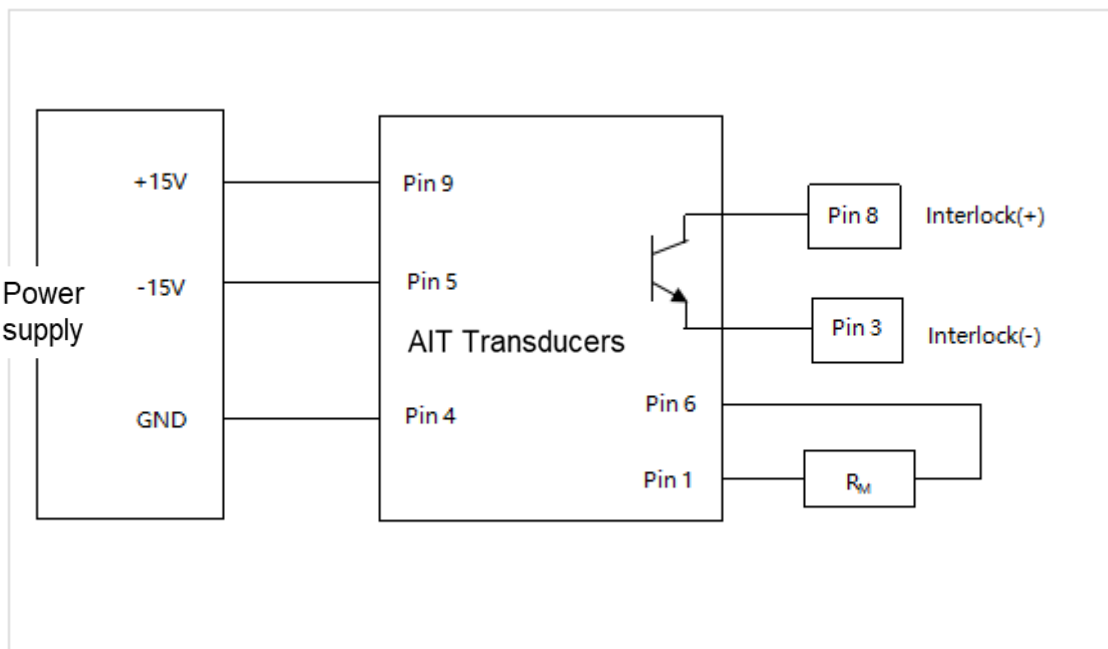 Power
supply
+15V
-15V
GND
Pin 9
Pin 5
AIT Transducers
Pin 4
Pin 8
Interlock(+)
Pin 3
Interlock(-)
Pin 6
Pin 1
RM